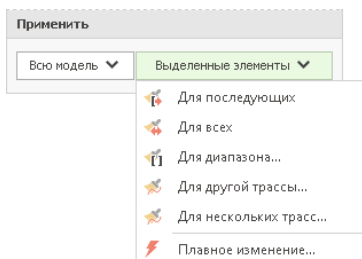 Применить
Всю модель
Выделенные элементы
Для последующих
Для всех
Для диапазона...
Для другой трассы...
Для нескольких трасс...
Плавное изменение...